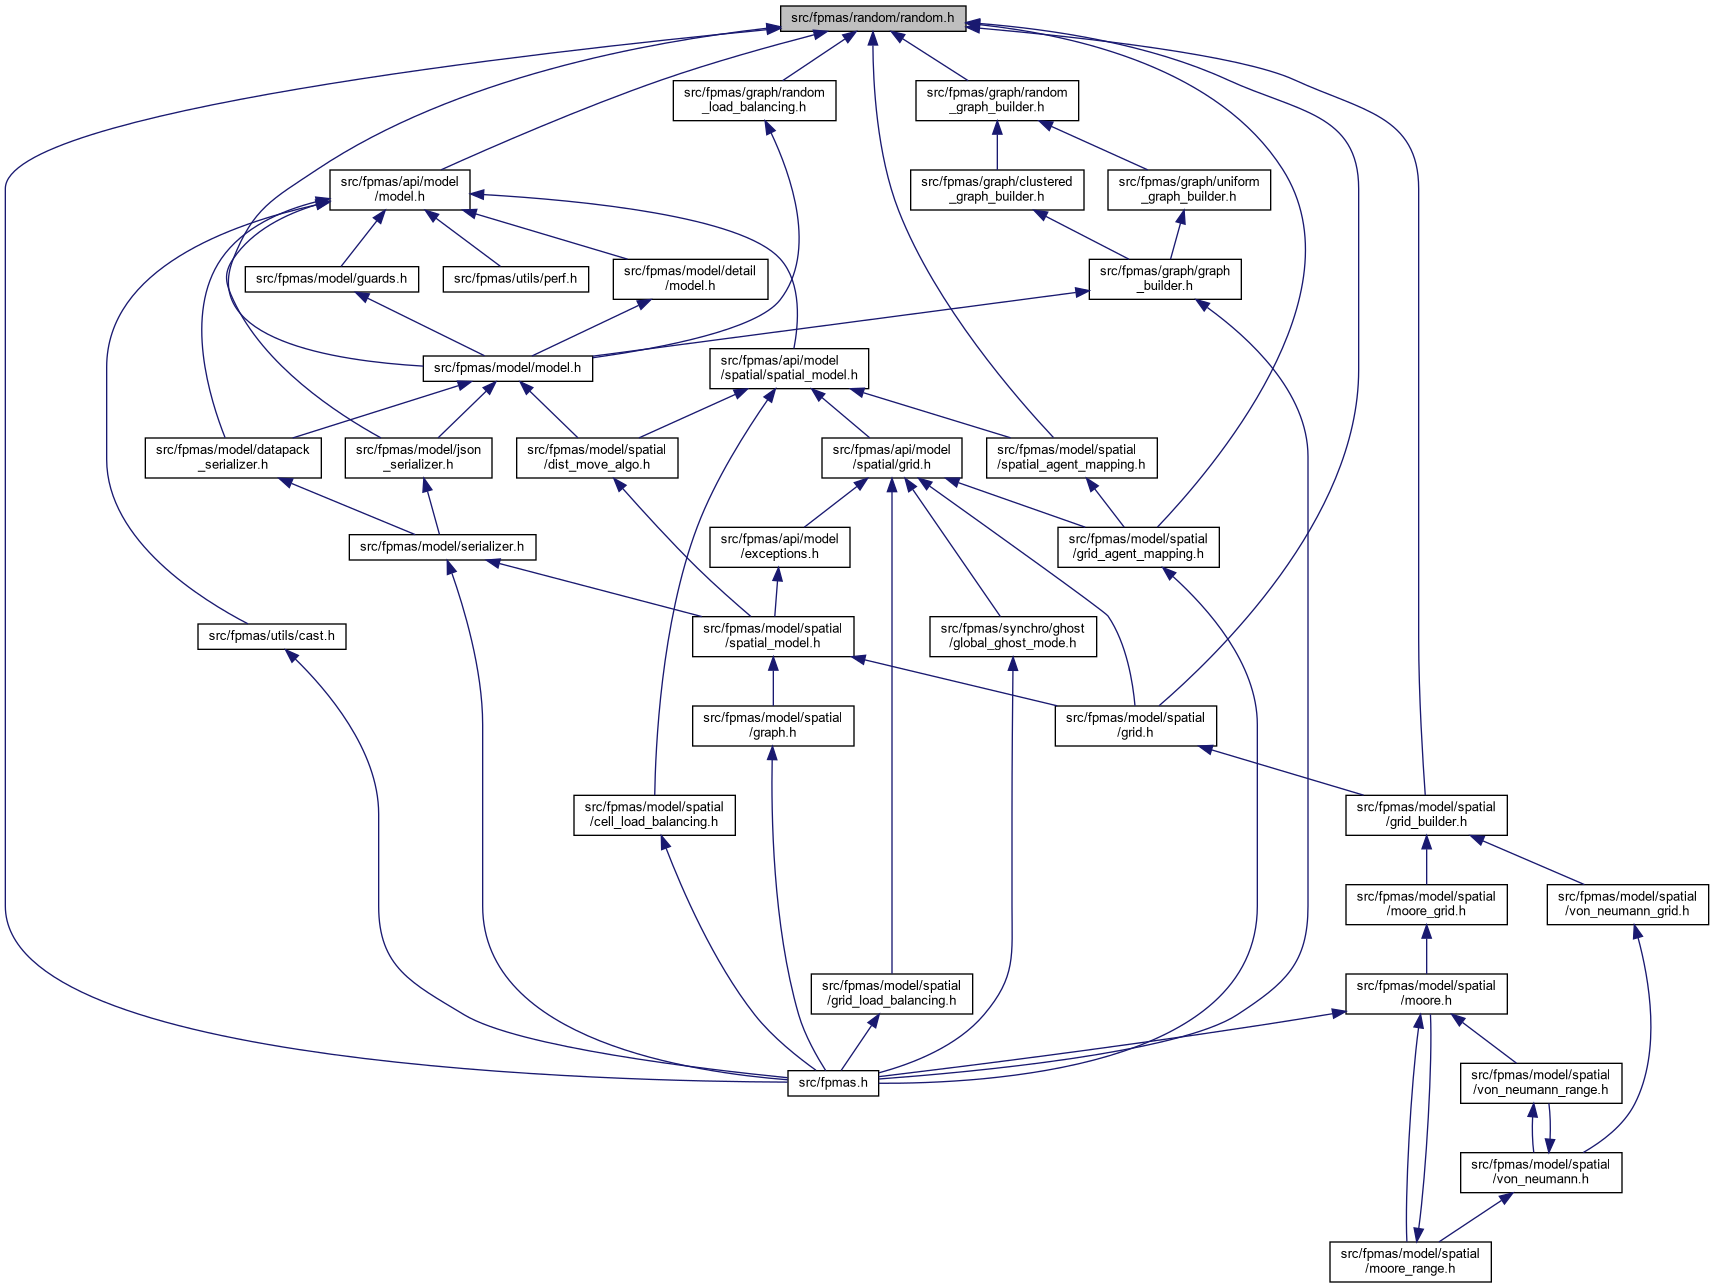 src/fpmas/random/random.h
src/fpmas/graph/random
_load_balancing.h
src/fpmas/graph/random
_graph_builder.h
src/fpmas/api/model
/model.h
src/fpmas/graph/clustered
_graph_builder.h
src/fpmas/graph/uniform
_graph_builder.h
src/fpmas/model/guards.h
src/fpmas/utils/perf.h
src/fpmas/model/detail
/model.h
src/fpmas/graph/graph
_builder.h
src/fpmas/model/model.h
src/fpmas/api/model
/spatial/spatial_model.h
src/fpmas/model/datapack
_serializer.h
src/fpmas/model/json
_serializer.h
src/fpmas/model/spatial
/dist_move_algo.h
src/fpmas/api/model
/spatial/grid.h
src/fpmas/model/spatial
/spatial_agent_mapping.h
src/fpmas/model/serializer.h
src/fpmas/api/model
/exceptions.h
src/fpmas/model/spatial
/grid_agent_mapping.h
src/fpmas/utils/cast.h
src/fpmas/model/spatial
/spatial_model.h
src/fpmas/synchro/ghost
/global_ghost_mode.h
src/fpmas/model/spatial
/graph.h
src/fpmas/model/spatial
/grid.h
src/fpmas/model/spatial
/cell_load_balancing.h
src/fpmas/model/spatial
/grid_builder.h
src/fpmas/model/spatial
/moore_grid.h
src/fpmas/model/spatial
/von_neumann_grid.h
src/fpmas/model/spatial
/grid_load_balancing.h
src/fpmas/model/spatial
/moore.h
src/fpmas.h
src/fpmas/model/spatial
/von_neumann_range.h
src/fpmas/model/spatial
/von_neumann.h
src/fpmas/model/spatial
/moore_range.h